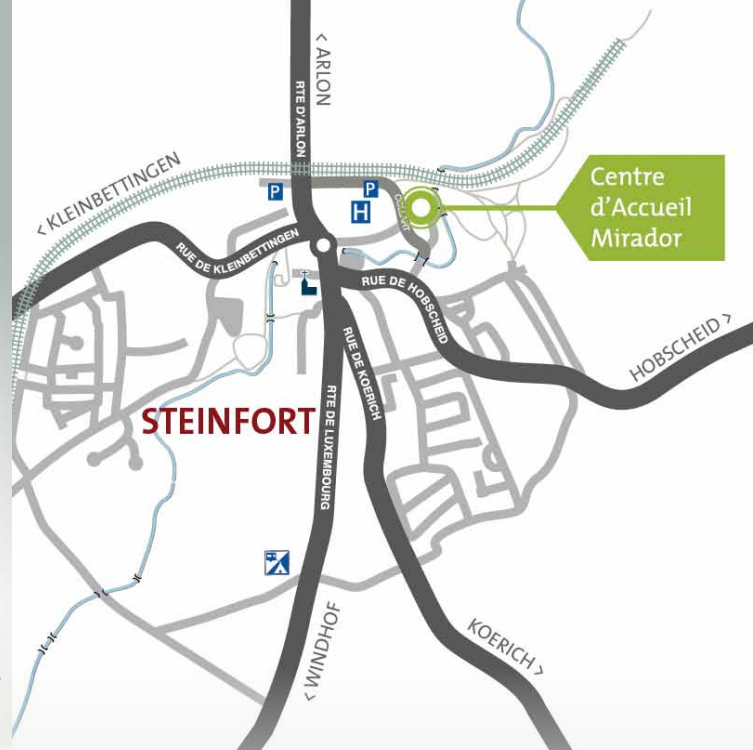 < ARLON
RTE D'ARLON
< KLEINBETTINGEN
P
P
H
Centre
d'Accueil
Mirador
RUE DE KLEINBETTINGEN
RUE DE HOBSCHEID
HOBSCHEID >
RUE DE KOERICH
STEINFORT
RTE DE LUXEMBOURG
< WINDHOF
KOERICH >